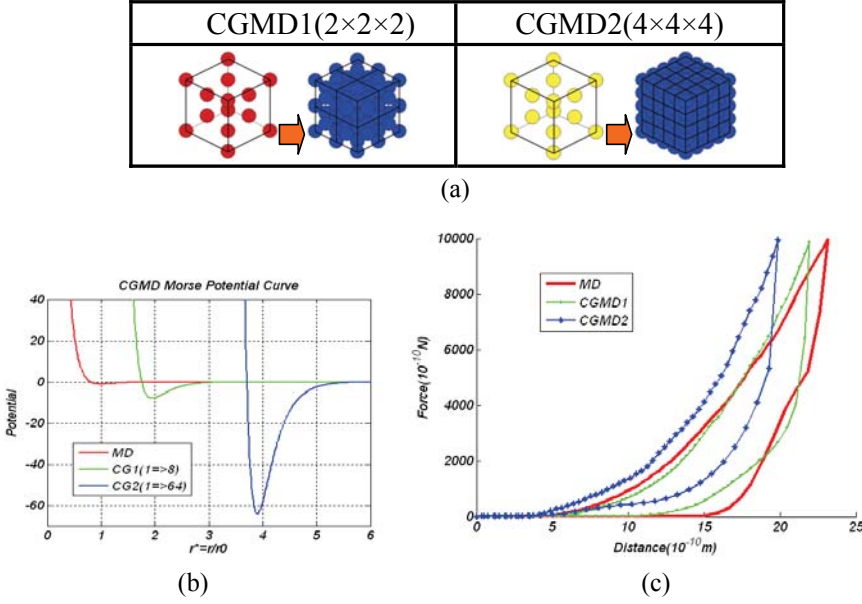 CGMD1(2×2×2) CGMD2(4×4×4)
(a)
CGMD Morse Potential Curve
40
20
0
-20
-40
-60
0 1 2 3 4 5 6
Potential
r*=r/r0
MD
CG1(1=>8)
CG2(1=>64)
(b)
10000
8000
6000
4000
2000
0
0 5 10 15 20 25
Force(10⁻¹⁰N)
Distance(10⁻¹⁰m)
MD
CGMD1
CGMD2
(c)